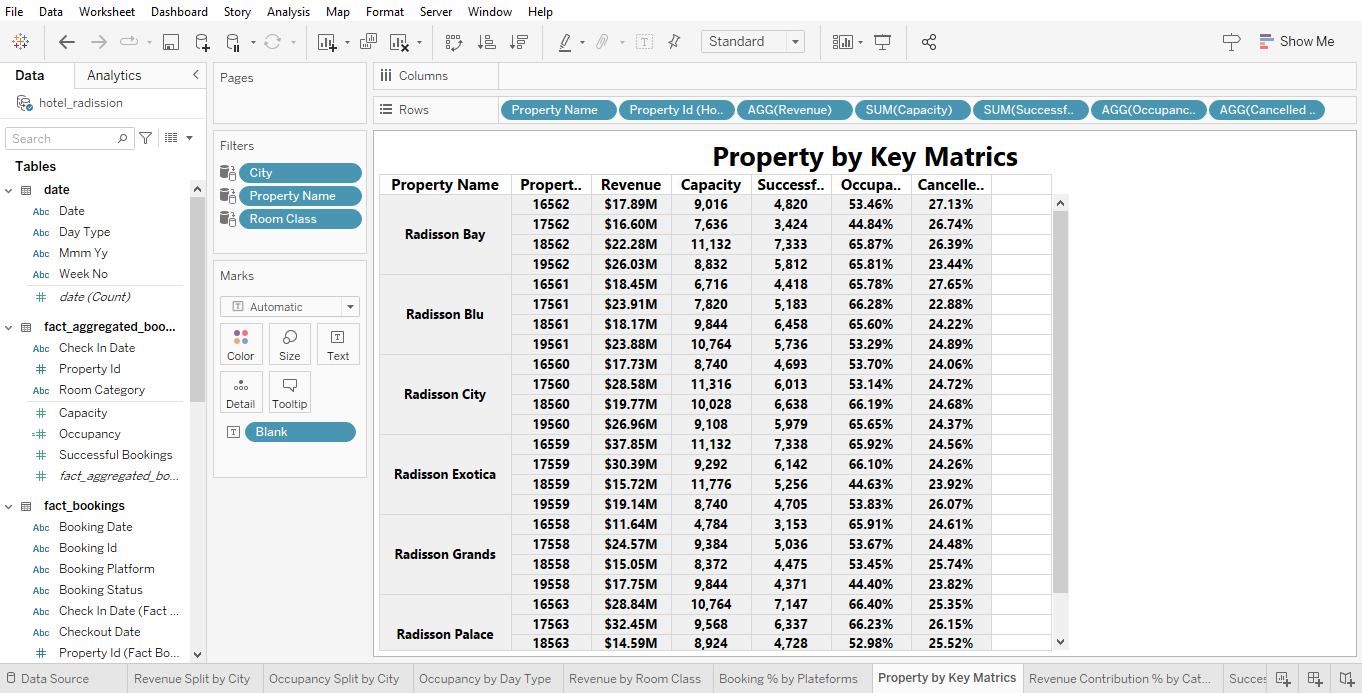 File Data Worksheet Dashboard Story Analysis Map Format Server Window Help
Standard
Show Me
Data Analytics
hotel_radission
Search
Tables
date
Abc Date
Abc Day Type
Abc Mmm Yy
Abc Week No
# date (Count)
fact_aggregated_boo...
Abc Check In Date
# Property Id
Abc Room Category
# Capacity
=# Occupancy
# Successful Bookings
# fact_aggregated_bo...
fact_bookings
Abc Booking Date
Abc Booking Id
Abc Booking Platform
Abc Booking Status
Abc Check In Date (Fact ...
Abc Checkout Date
# Property Id (Fact Bo...
Pages
Filters
City
Property Name
Room Class
Marks
T Automatic
Color Size Text
Detail Tooltip
T Blank
Columns
Rows Property Name Property Id (Ho.. AGG(Revenue) SUM(Capacity) SUM(Successf.. AGG(Occupanc.. AGG(Cancelled ..
Property by Key Matrics
Property Name Propert.. Revenue Capacity Successf.. Occupa.. Cancelle..
Radisson Bay
16562 $17.89M 9,016 4,820 53.46% 27.13%
17562 $16.60M 7,636 3,424 44.84% 26.74%
18562 $22.28M 11,132 7,333 65.87% 26.39%
19562 $26.03M 8,832 5,812 65.81% 23.44%
Radisson Blu
16561 $18.45M 6,716 4,418 65.78% 27.65%
17561 $23.91M 7,820 5,183 66.28% 22.88%
18561 $18.17M 9,844 6,458 65.60% 24.22%
19561 $23.88M 10,764 5,736 53.29% 24.89%
Radisson City
16560 $17.73M 8,740 4,693 53.70% 24.06%
17560 $28.58M 11,316 6,013 53.14% 24.72%
18560 $19.77M 10,028 6,638 66.19% 24.68%
19560 $26.96M 9,108 5,979 65.65% 24.37%
Radisson Exotica
16559 $37.85M 11,132 7,338 65.92% 24.56%
17559 $30.39M 9,292 6,142 66.10% 24.26%
18559 $15.72M 11,776 5,256 44.63% 23.92%
19559 $19.14M 8,740 4,705 53.83% 26.07%
Radisson Grands
16558 $11.64M 4,784 3,153 65.91% 24.61%
17558 $24.57M 9,384 5,036 53.67% 24.48%
18558 $15.05M 8,372 4,475 53.45% 25.74%
19558 $17.75M 9,844 4,371 44.40% 23.82%
Radisson Palace
16563 $28.84M 10,764 7,147 66.40% 25.35%
17563 $32.45M 9,568 6,337 66.23% 26.15%
18563 $14.59M 8,924 4,728 52.98% 25.52%
Data Source Revenue Split by City Occupancy Split by City Occupancy by Day Type Revenue by Room Class Booking % by Plateforms Property by Key Matrics Revenue Contribution % by Cat... Succes